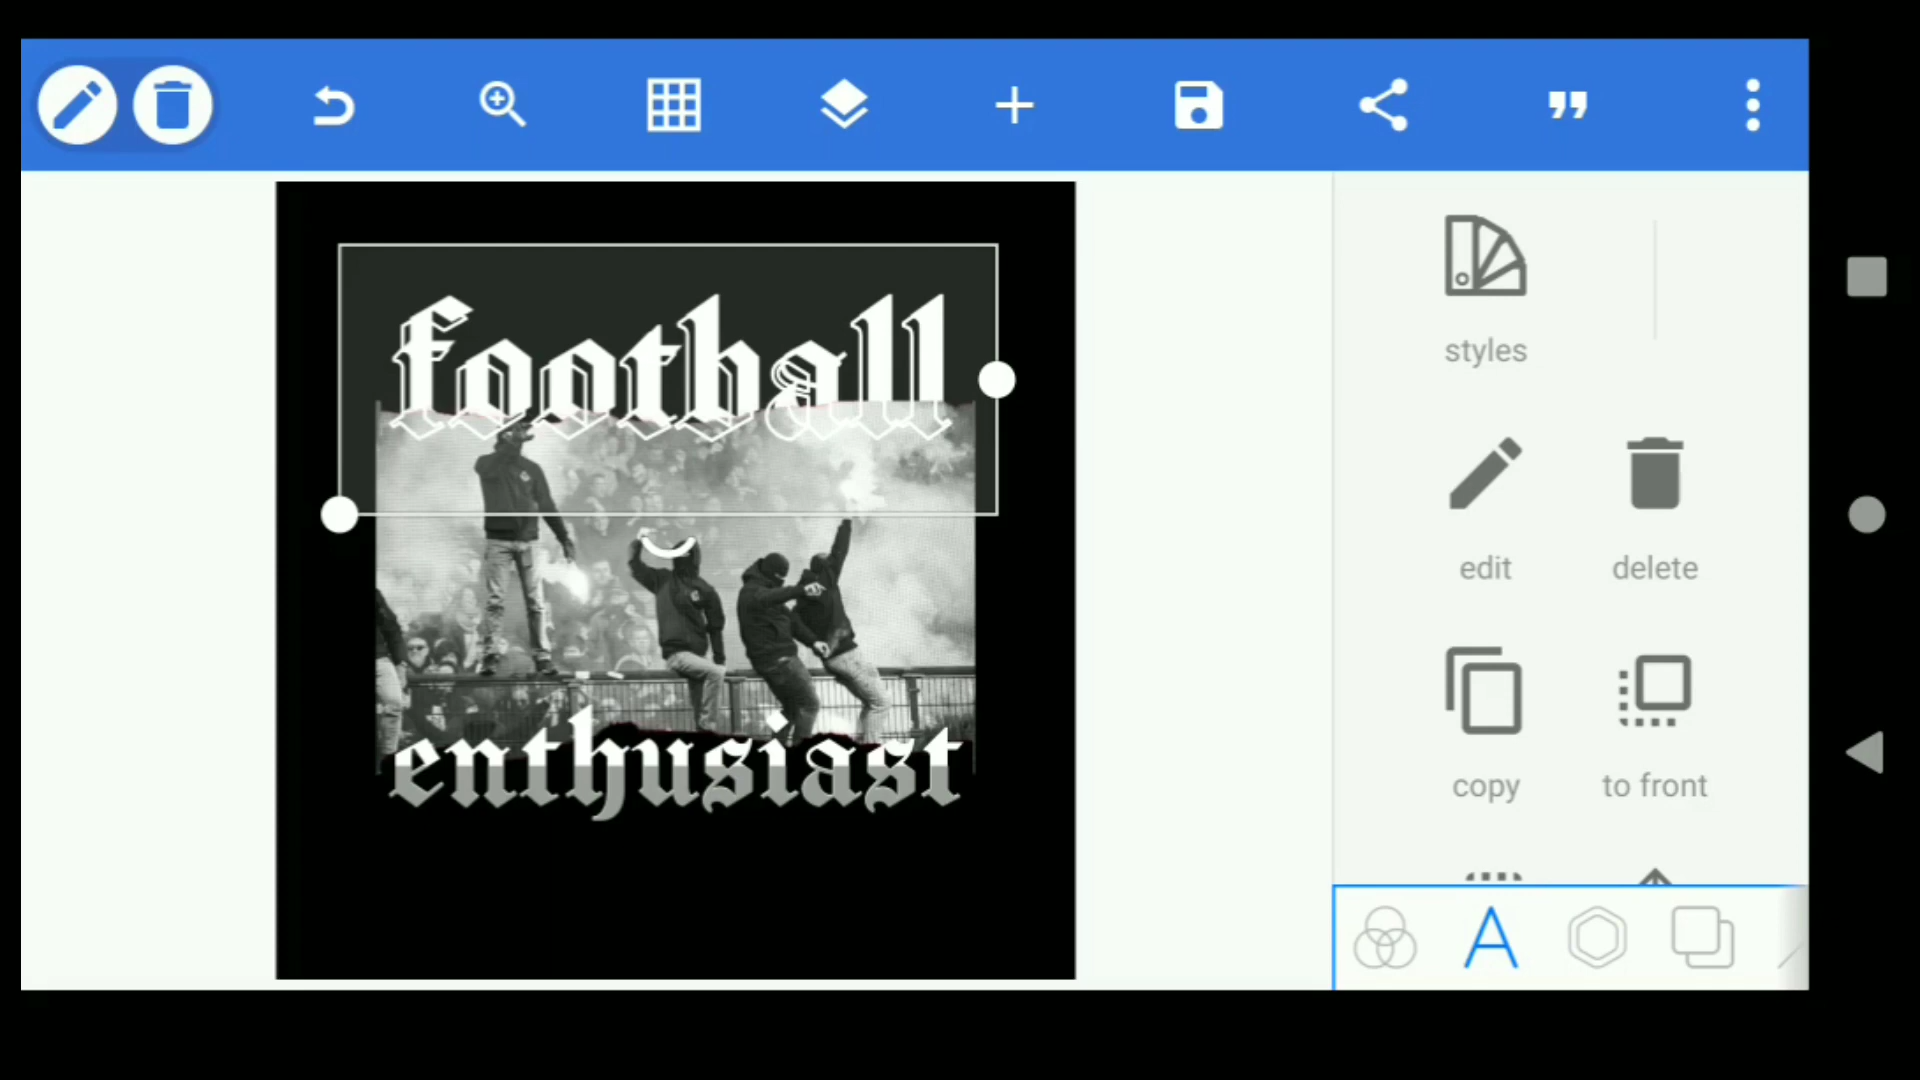 football
enthusiast
styles
edit
delete
copy
to front